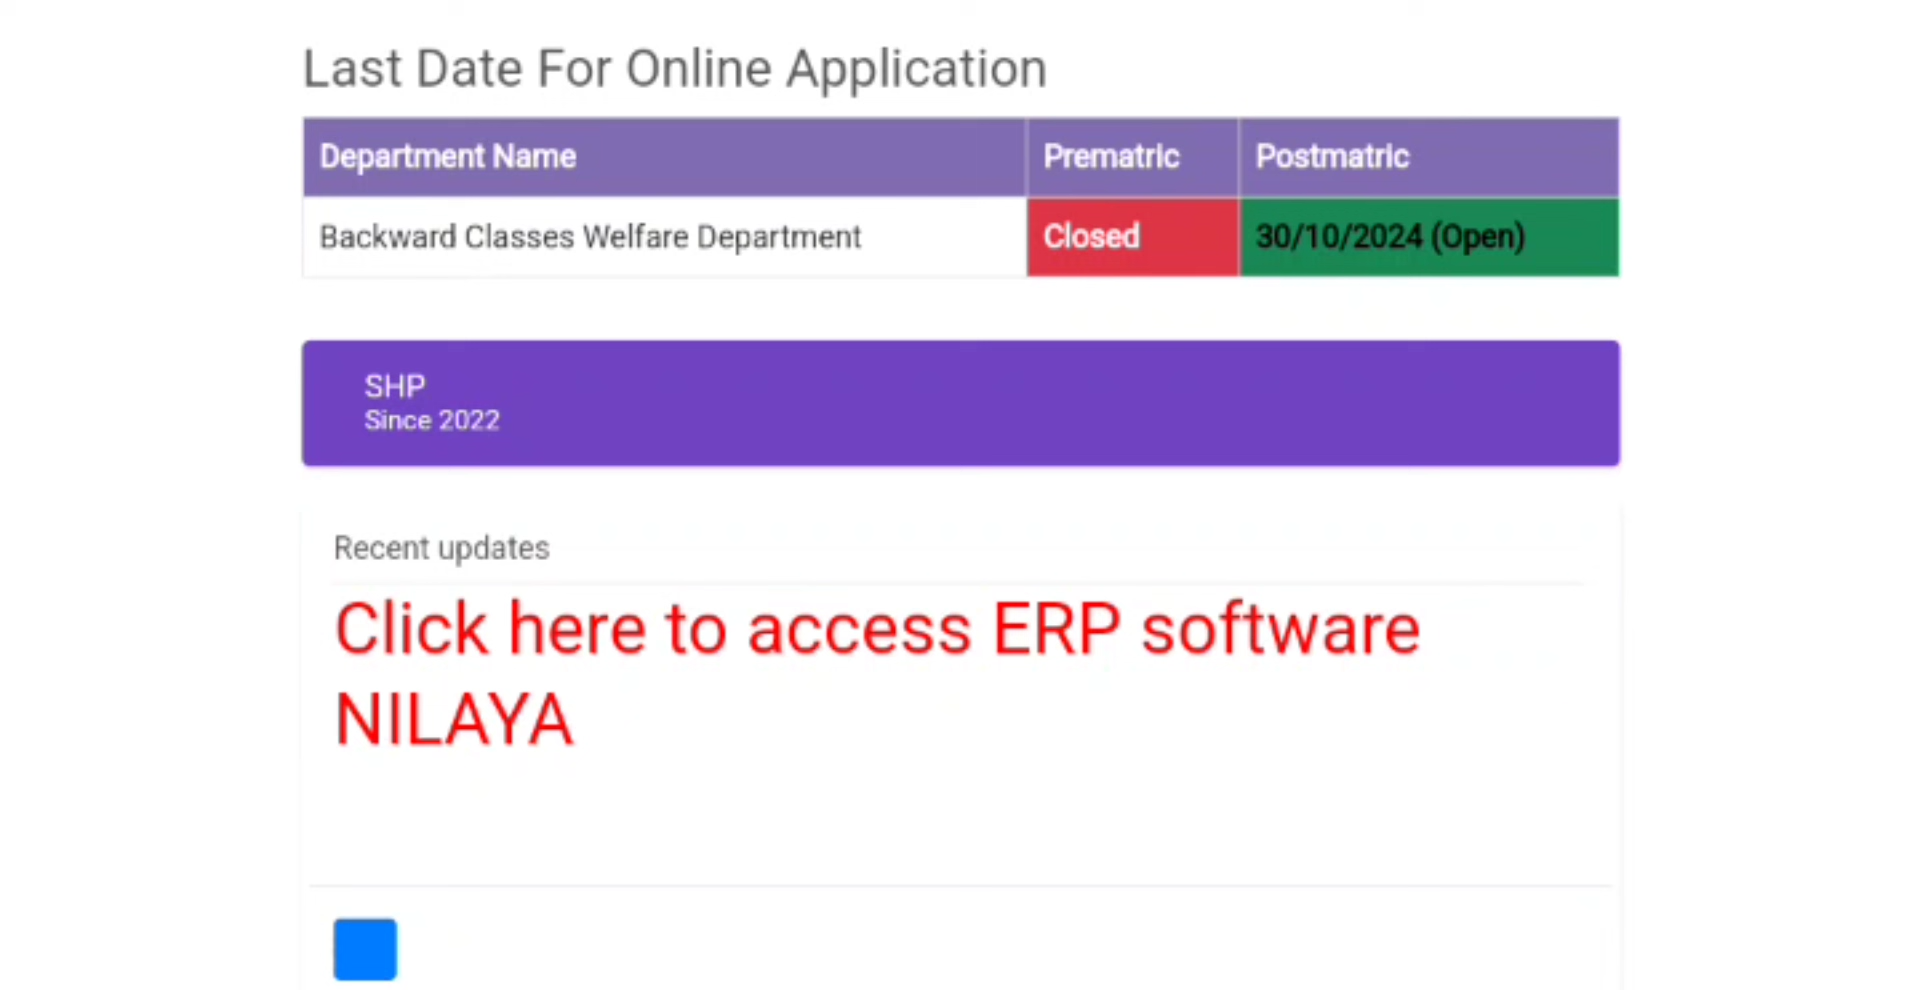 Last Date For Online Application
Department Name Prematric Postmatric
Backward Classes Welfare Department Closed 30/10/2024 (Open)
SHP
Since 2022
Recent updates
Click here to access ERP software
NILAYA